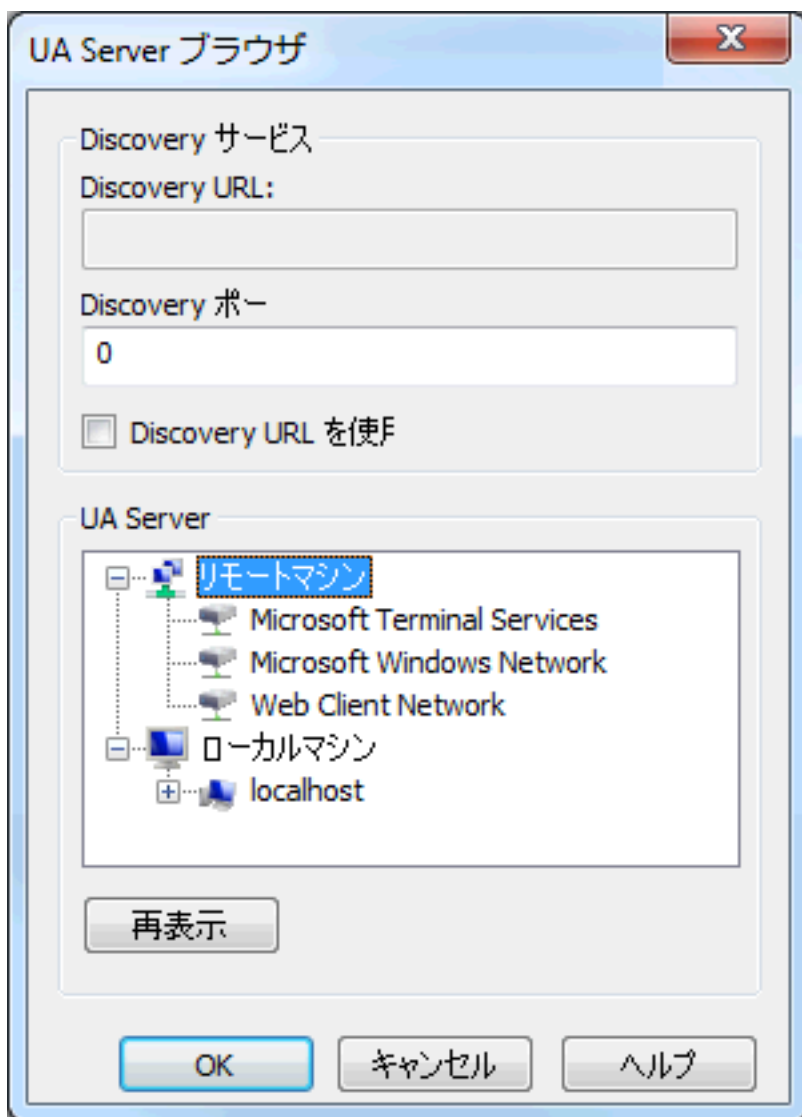 UA Server ブラウザ
Discovery サービス
Discovery URL:
Discovery ポー
0
Discovery URL を使
UA Server
リモートマシン
Microsoft Terminal Services
Microsoft Windows Network
Web Client Network
ローカルマシン
localhost
再表示
OK
キャンセル
ヘルプ